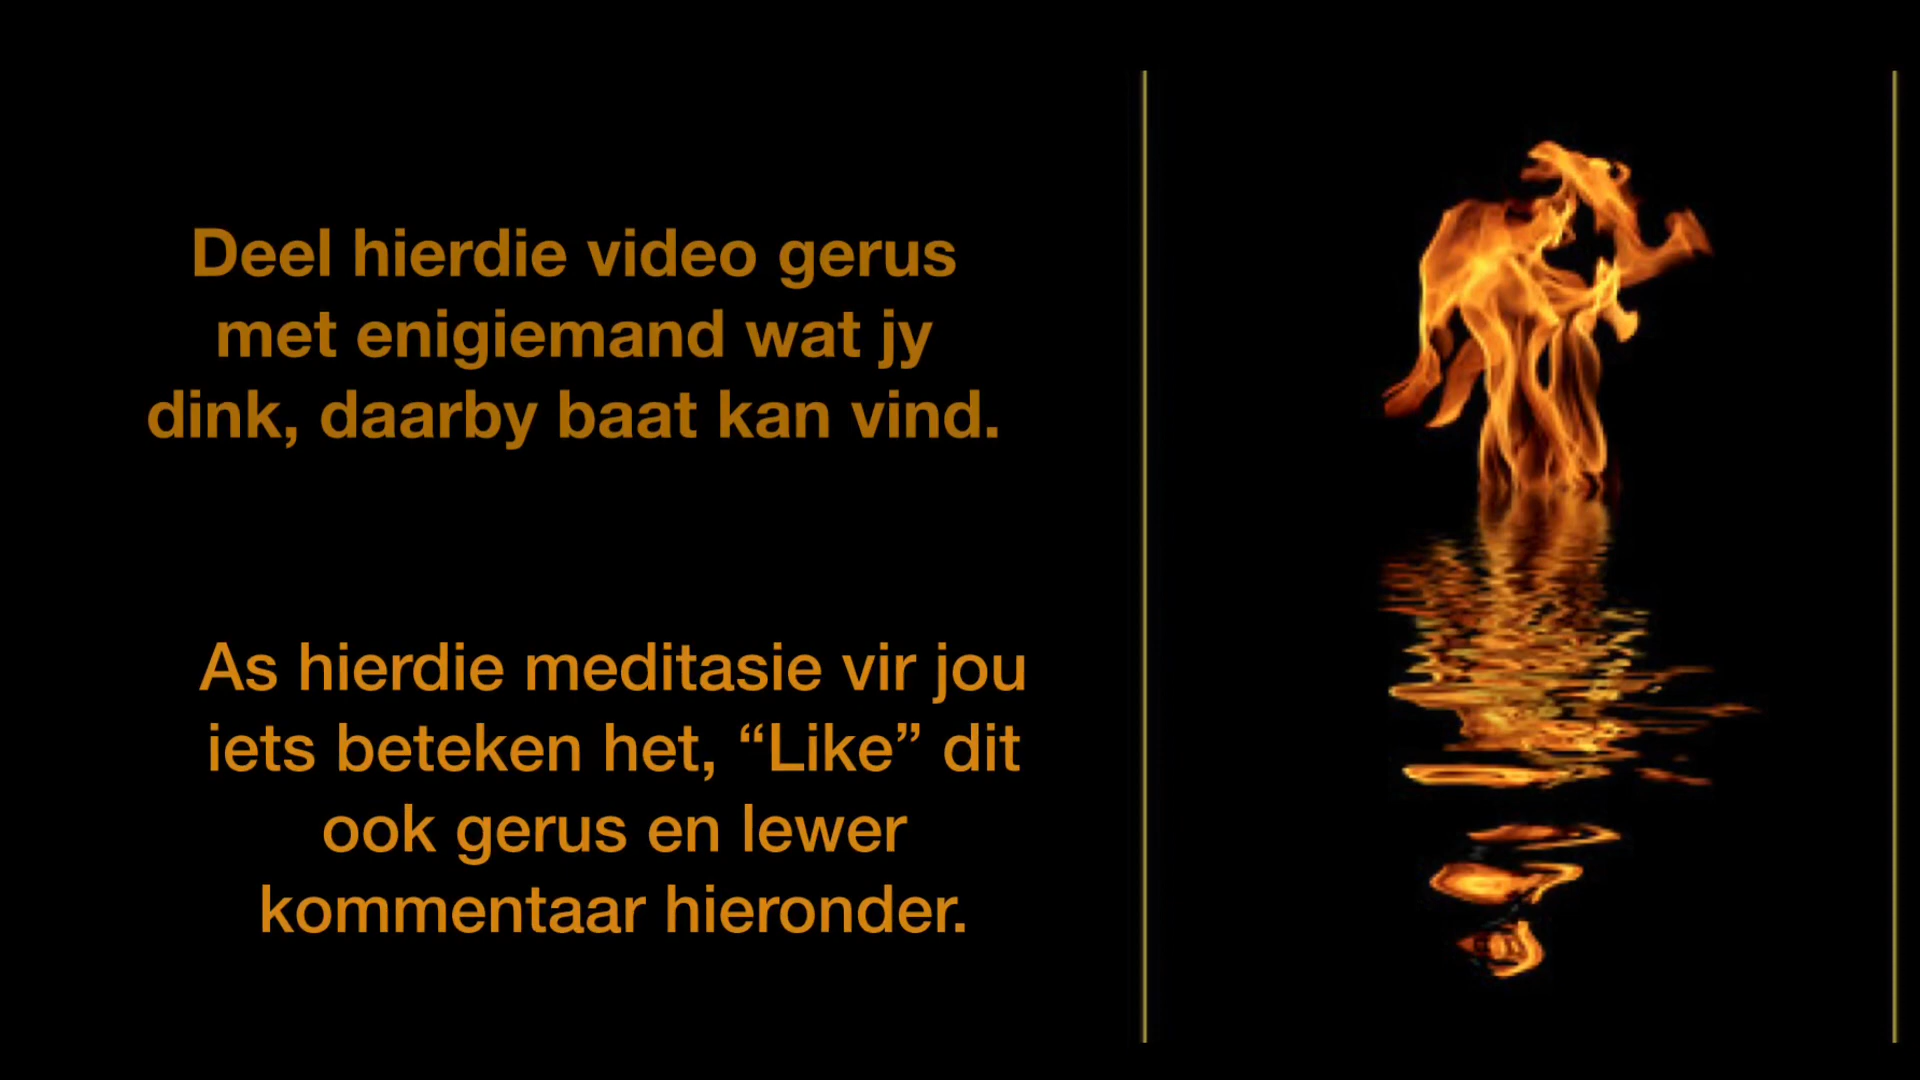 Deel hierdie video gerus
met enigiemand wat jy
dink, daarby baat kan vind.
As hierdie meditasie vir jou
iets beteken het, “Like” dit
ook gerus en lewer
kommentaar hieronder.